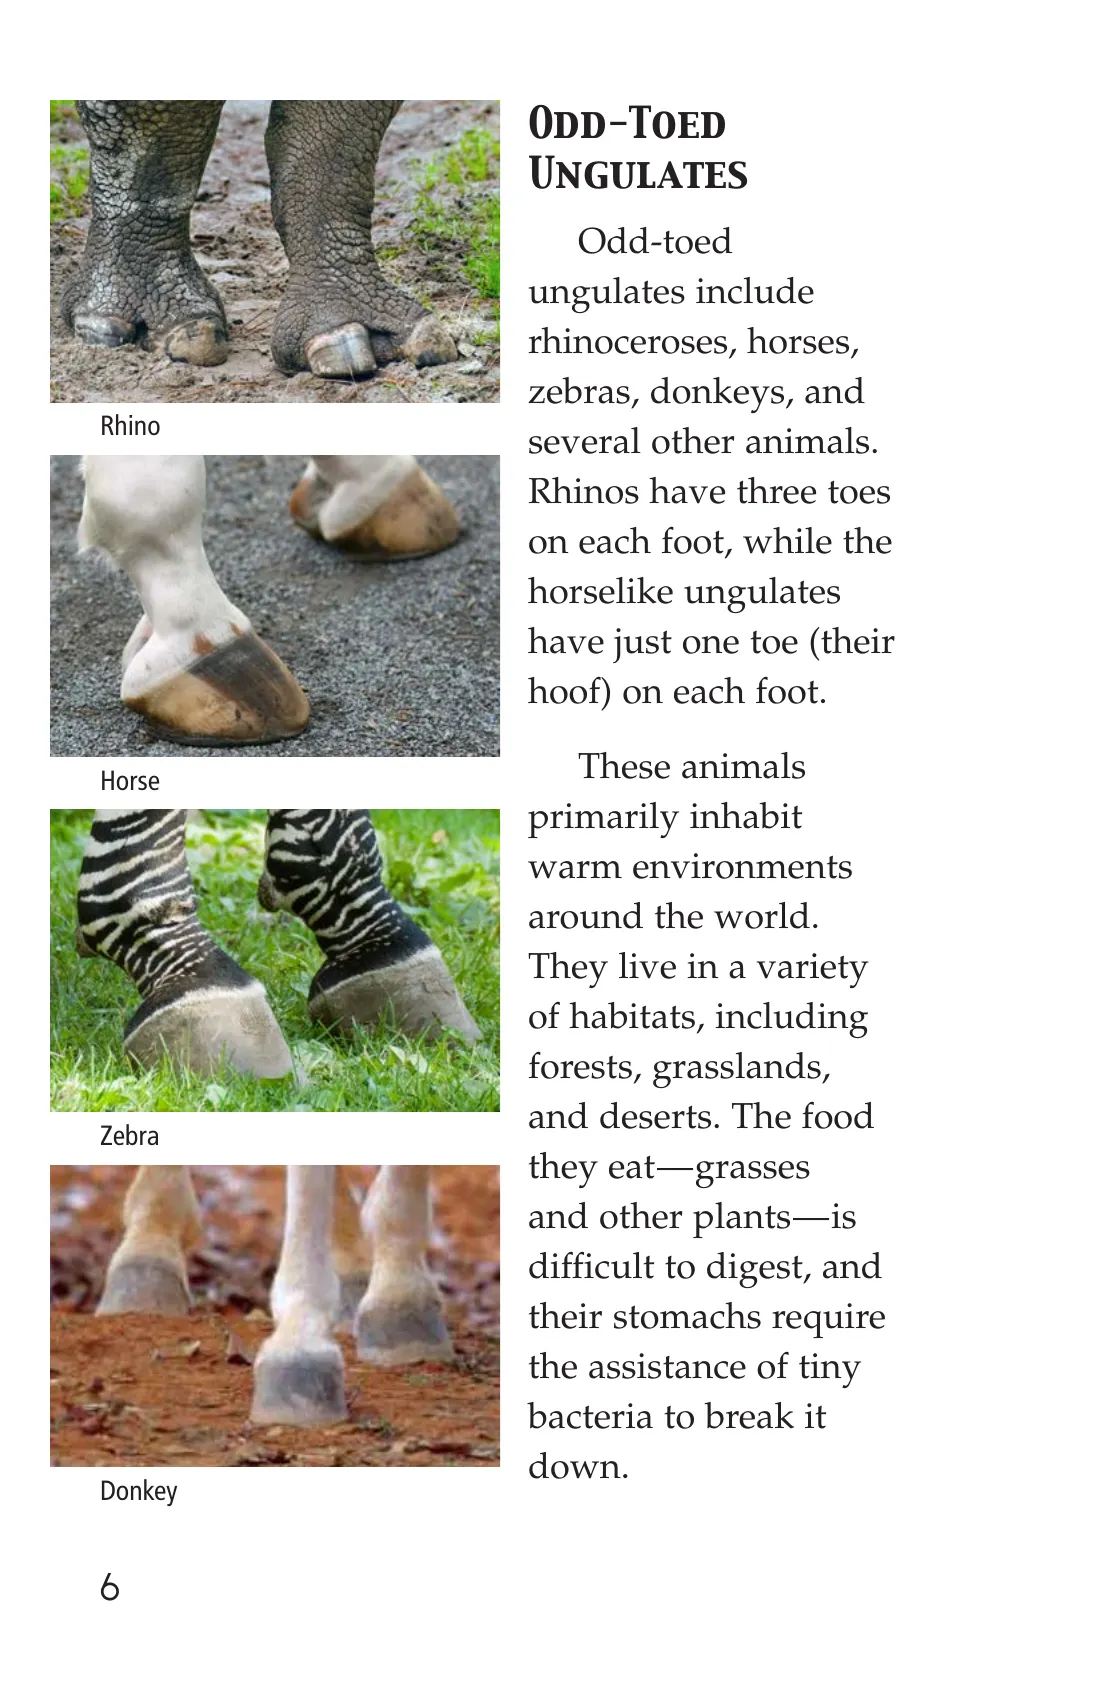 Odd-Toed
Ungulates
Odd-toed
ungulates include
rhinoceroses, horses,
zebras, donkeys, and
several other animals.
Rhinos have three toes
on each foot, while the
horselike ungulates
have just one toe (their
hoof) on each foot.
These animals
primarily inhabit
warm environments
around the world.
They live in a variety
of habitats, including
forests, grasslands,
and deserts. The food
they eat—grasses
and other plants—is
difficult to digest, and
their stomachs require
the assistance of tiny
bacteria to break it
down.
Rhino
Horse
Zebra
Donkey
6